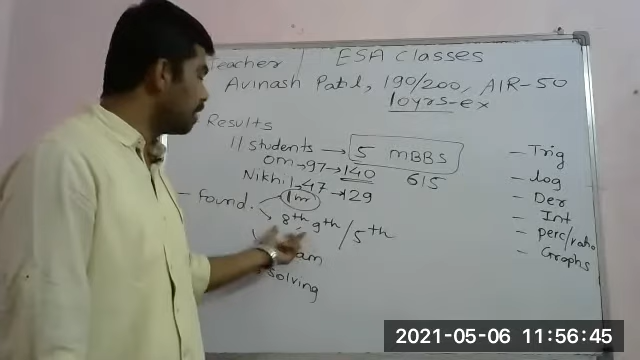 Teacher | ESA Classes
Avinash Patil, 190/200, AIR-50
10yrs-ex
Results
11 students → 5 MBBS
Om → 97 → 140 615
Nikhil → 47 → 129
- found. 1 hr
8th 9th / 5th
solving
- Trig
- log
- Der
- Int
- perc/ratio
- Graphs
2021-05-06 11:56:45